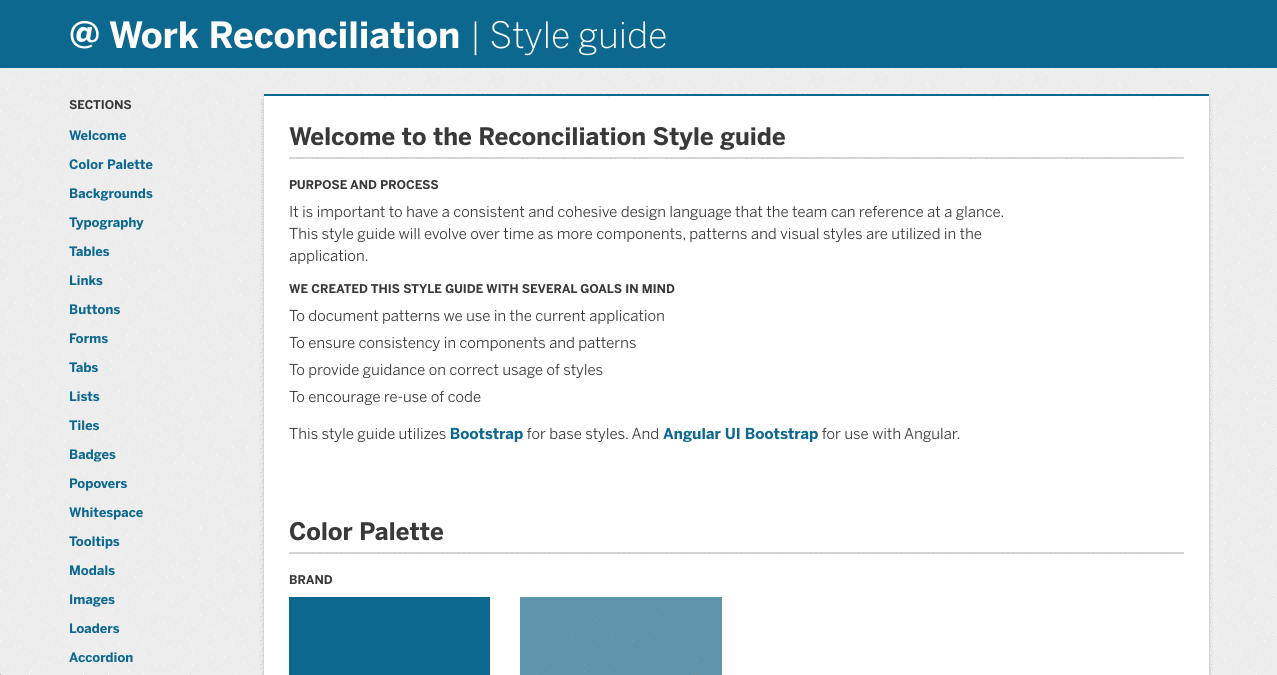 @ Work Reconciliation | Style guide
SECTIONS
Welcome
Color Palette
Backgrounds
Typography
Tables
Links
Buttons
Forms
Tabs
Lists
Tiles
Badges
Popovers
Whitespace
Tooltips
Modals
Images
Loaders
Accordion
Welcome to the Reconciliation Style guide
PURPOSE AND PROCESS
It is important to have a consistent and cohesive design language that the team can reference at a glance.
This style guide will evolve over time as more components, patterns and visual styles are utilized in the
application.
WE CREATED THIS STYLE GUIDE WITH SEVERAL GOALS IN MIND
To document patterns we use in the current application
To ensure consistency in components and patterns
To provide guidance on correct usage of styles
To encourage re-use of code
This style guide utilizes Bootstrap for base styles. And Angular UI Bootstrap for use with Angular.
Color Palette
BRAND